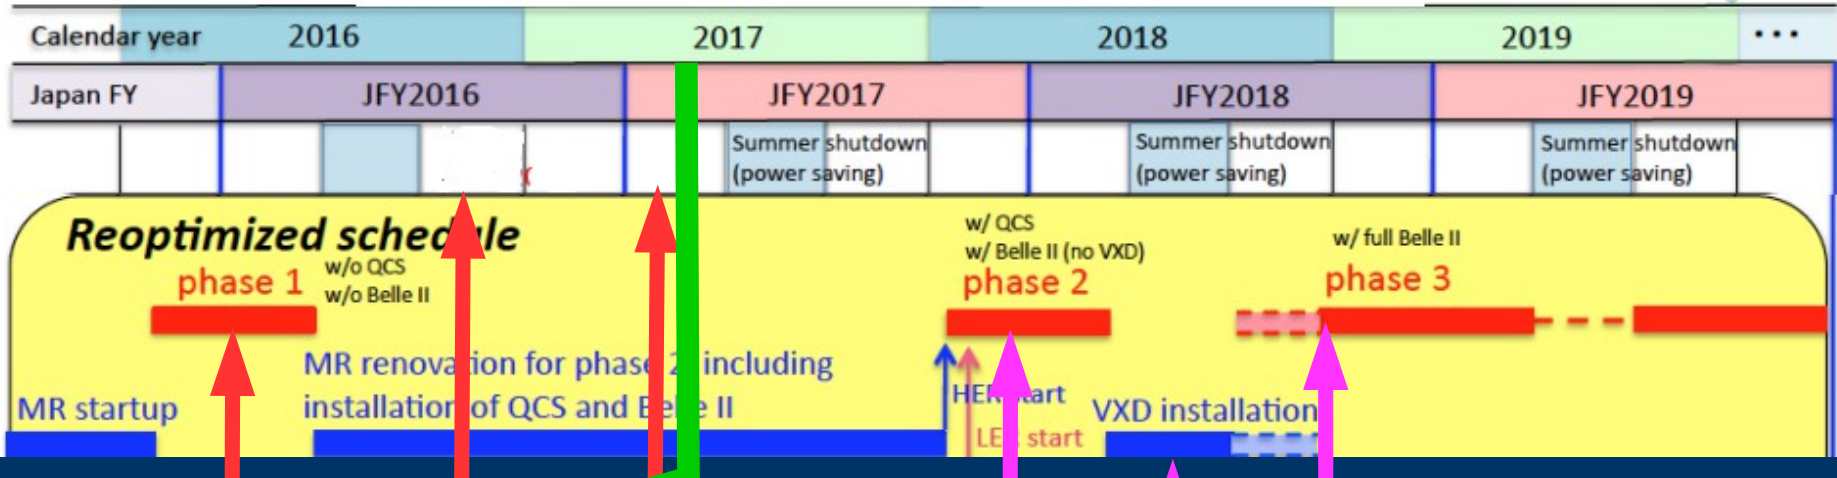 Calendar year 2016 2017 2018 2019 ...
Japan FY JFY2016 JFY2017 JFY2018 JFY2019
Summer shutdown
(power saving)
Summer shutdown
(power saving)
Summer shutdown
(power saving)
Reoptimized schedule
phase 1
w/o QCS
w/o Belle II
w/ QCS
w/ Belle II (no VXD)
phase 2
w/ full Belle II
phase 3
MR startup
MR renovation for phase 2, including
installation of QCS and Belle II
HER start
LER start
VXD installation